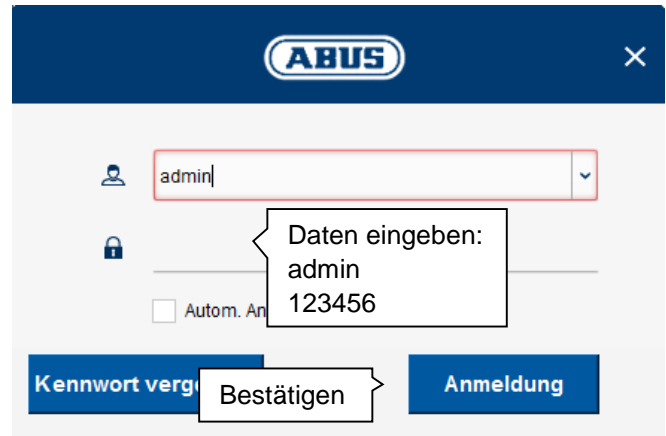 ABUS
admin
Daten eingeben:
admin
123456
Autom. An
Kennwort verg
Bestätigen
Anmeldung